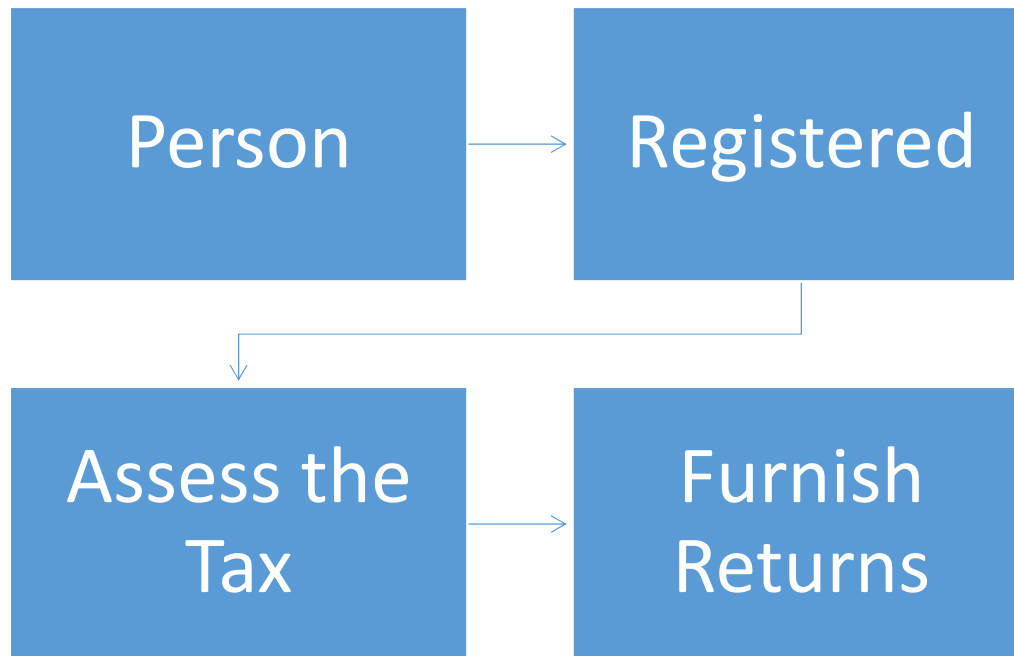 Person
Registered
Assess the
Tax
Furnish
Returns